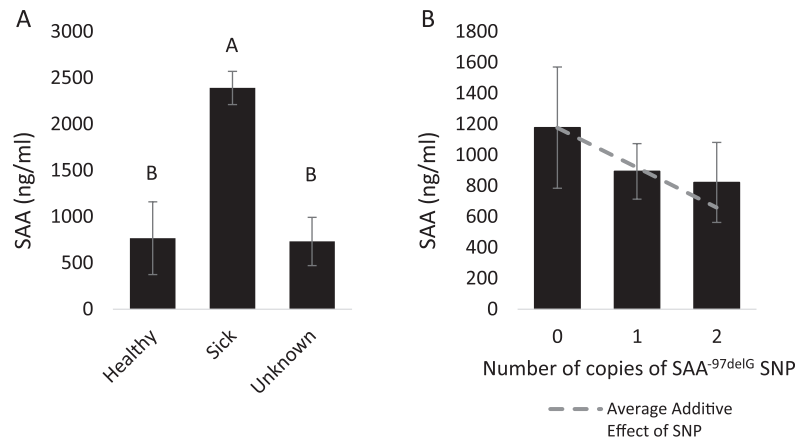 A
3000
2500
2000
1500
1000
500
0
SAA (ng/ml)
B
A
B
Healthy
Sick
Unknown
B
1800
1600
1400
1200
1000
800
600
400
200
0
SAA (ng/ml)
0 1 2
Number of copies of SAA-97delG SNP
Average Additive
Effect of SNP